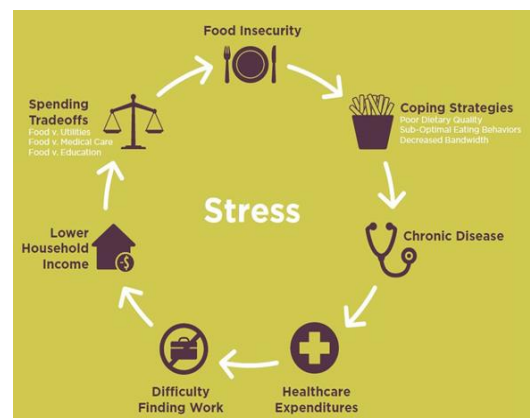 Food Insecurity
Coping Strategies
Poor Dietary Quality
Sub-Optimal Eating Behaviors
Decreased Bandwidth
Chronic Disease
Healthcare
Expenditures
Difficulty
Finding Work
Lower
Household
Income
-$
Spending
Tradeoffs
Food v. Utilities
Food v. Medical Care
Food v. Education
Stress